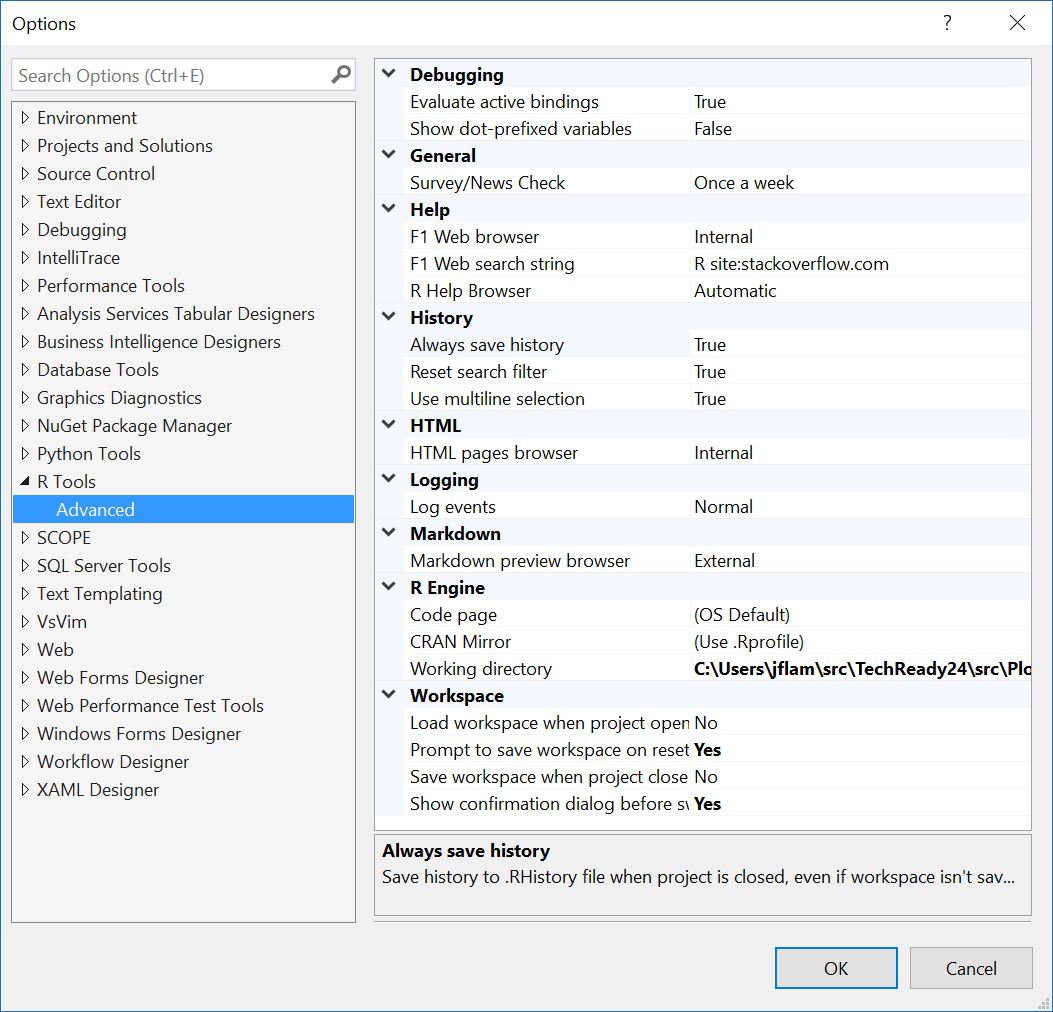 Options
?
Search Options (Ctrl+E)
Environment
Projects and Solutions
Source Control
Text Editor
Debugging
IntelliTrace
Performance Tools
Analysis Services Tabular Designers
Business Intelligence Designers
Database Tools
Graphics Diagnostics
NuGet Package Manager
Python Tools
R Tools
Advanced
SCOPE
SQL Server Tools
Text Templating
VsVim
Web
Web Forms Designer
Web Performance Test Tools
Windows Forms Designer
Workflow Designer
XAML Designer
Debugging
Evaluate active bindings True
Show dot-prefixed variables False
General
Survey/News Check Once a week
Help
F1 Web browser Internal
F1 Web search string R site:stackoverflow.com
R Help Browser Automatic
History
Always save history True
Reset search filter True
Use multiline selection True
HTML
HTML pages browser Internal
Logging
Log events Normal
Markdown
Markdown preview browser External
R Engine
Code page (OS Default)
CRAN Mirror (Use .Rprofile)
Working directory C:\Users\jflam\src\TechReady24\src\Plo
Workspace
Load workspace when project open No
Prompt to save workspace on reset Yes
Save workspace when project close No
Show confirmation dialog before sw Yes
Always save history
Save history to .RHistory file when project is closed, even if workspace isn't sav...
OK
Cancel